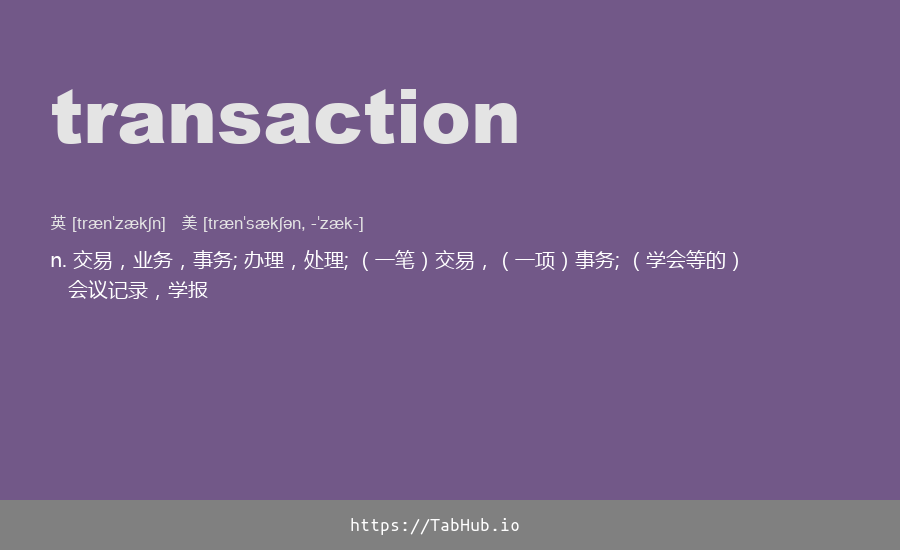 transaction
英 [træn'zækʃn]   美 [træn'sækʃən, -'zæk-]
n. 交易，业务，事务; 办理，处理; （一笔）交易，（一项）事务; （学会等的）
会议记录，学报
https://TabHub.io